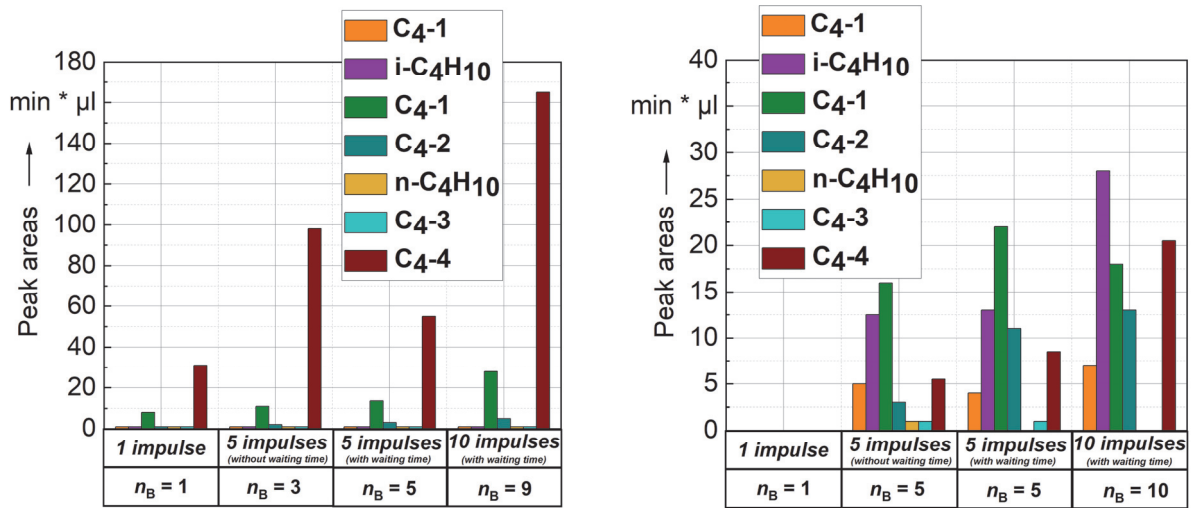 C4-1
i-C4H10
C4-1
C4-2
n-C4H10
C4-3
C4-4
180
min * µl
160
140
120
100
80
60
40
20
0
Peak areas
1 impulse
5 impulses
(without waiting time)
5 impulses
(with waiting time)
10 impulses
(with waiting time)
nB = 1
nB = 3
nB = 5
nB = 9
C4-1
i-C4H10
C4-1
C4-2
n-C4H10
C4-3
C4-4
40
min * µl
30
25
20
15
10
5
0
Peak areas
1 impulse
5 impulses
(without waiting time)
5 impulses
(with waiting time)
10 impulses
(with waiting time)
nB = 1
nB = 5
nB = 5
nB = 10